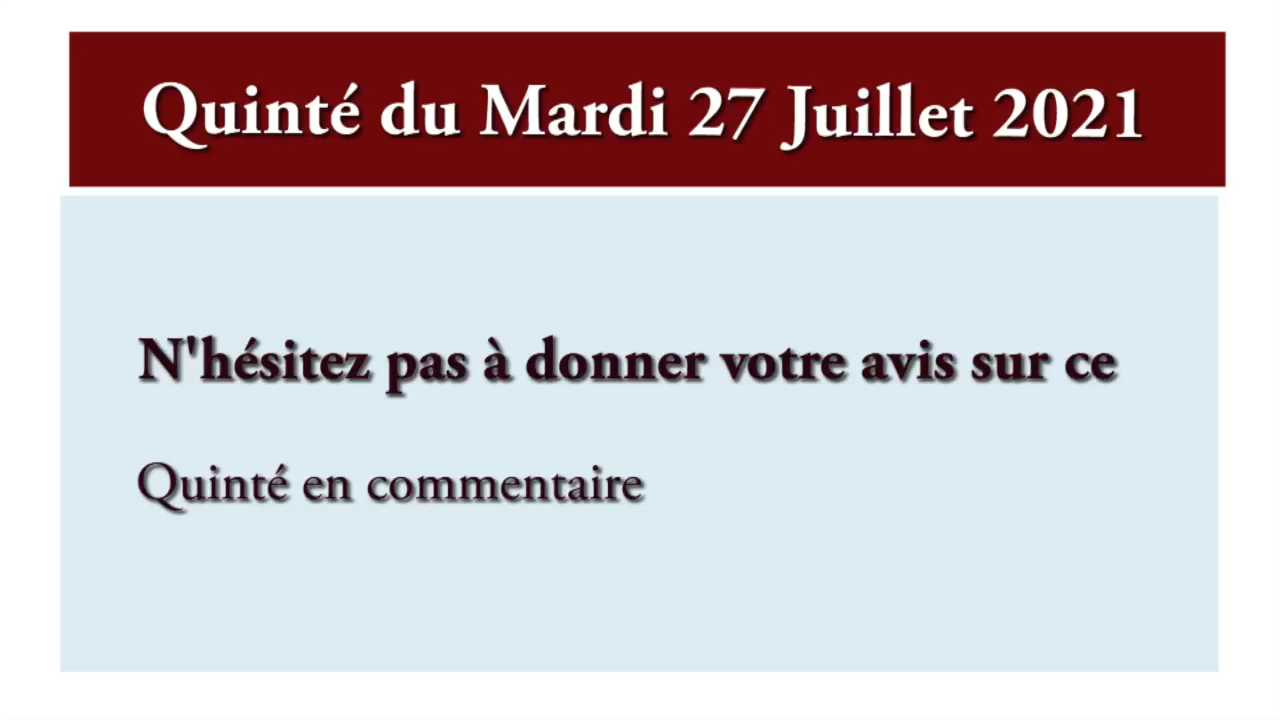 Quinté du Mardi 27 Juillet 2021
N'hésitez pas à donner votre avis sur ce
Quinté en commentaire